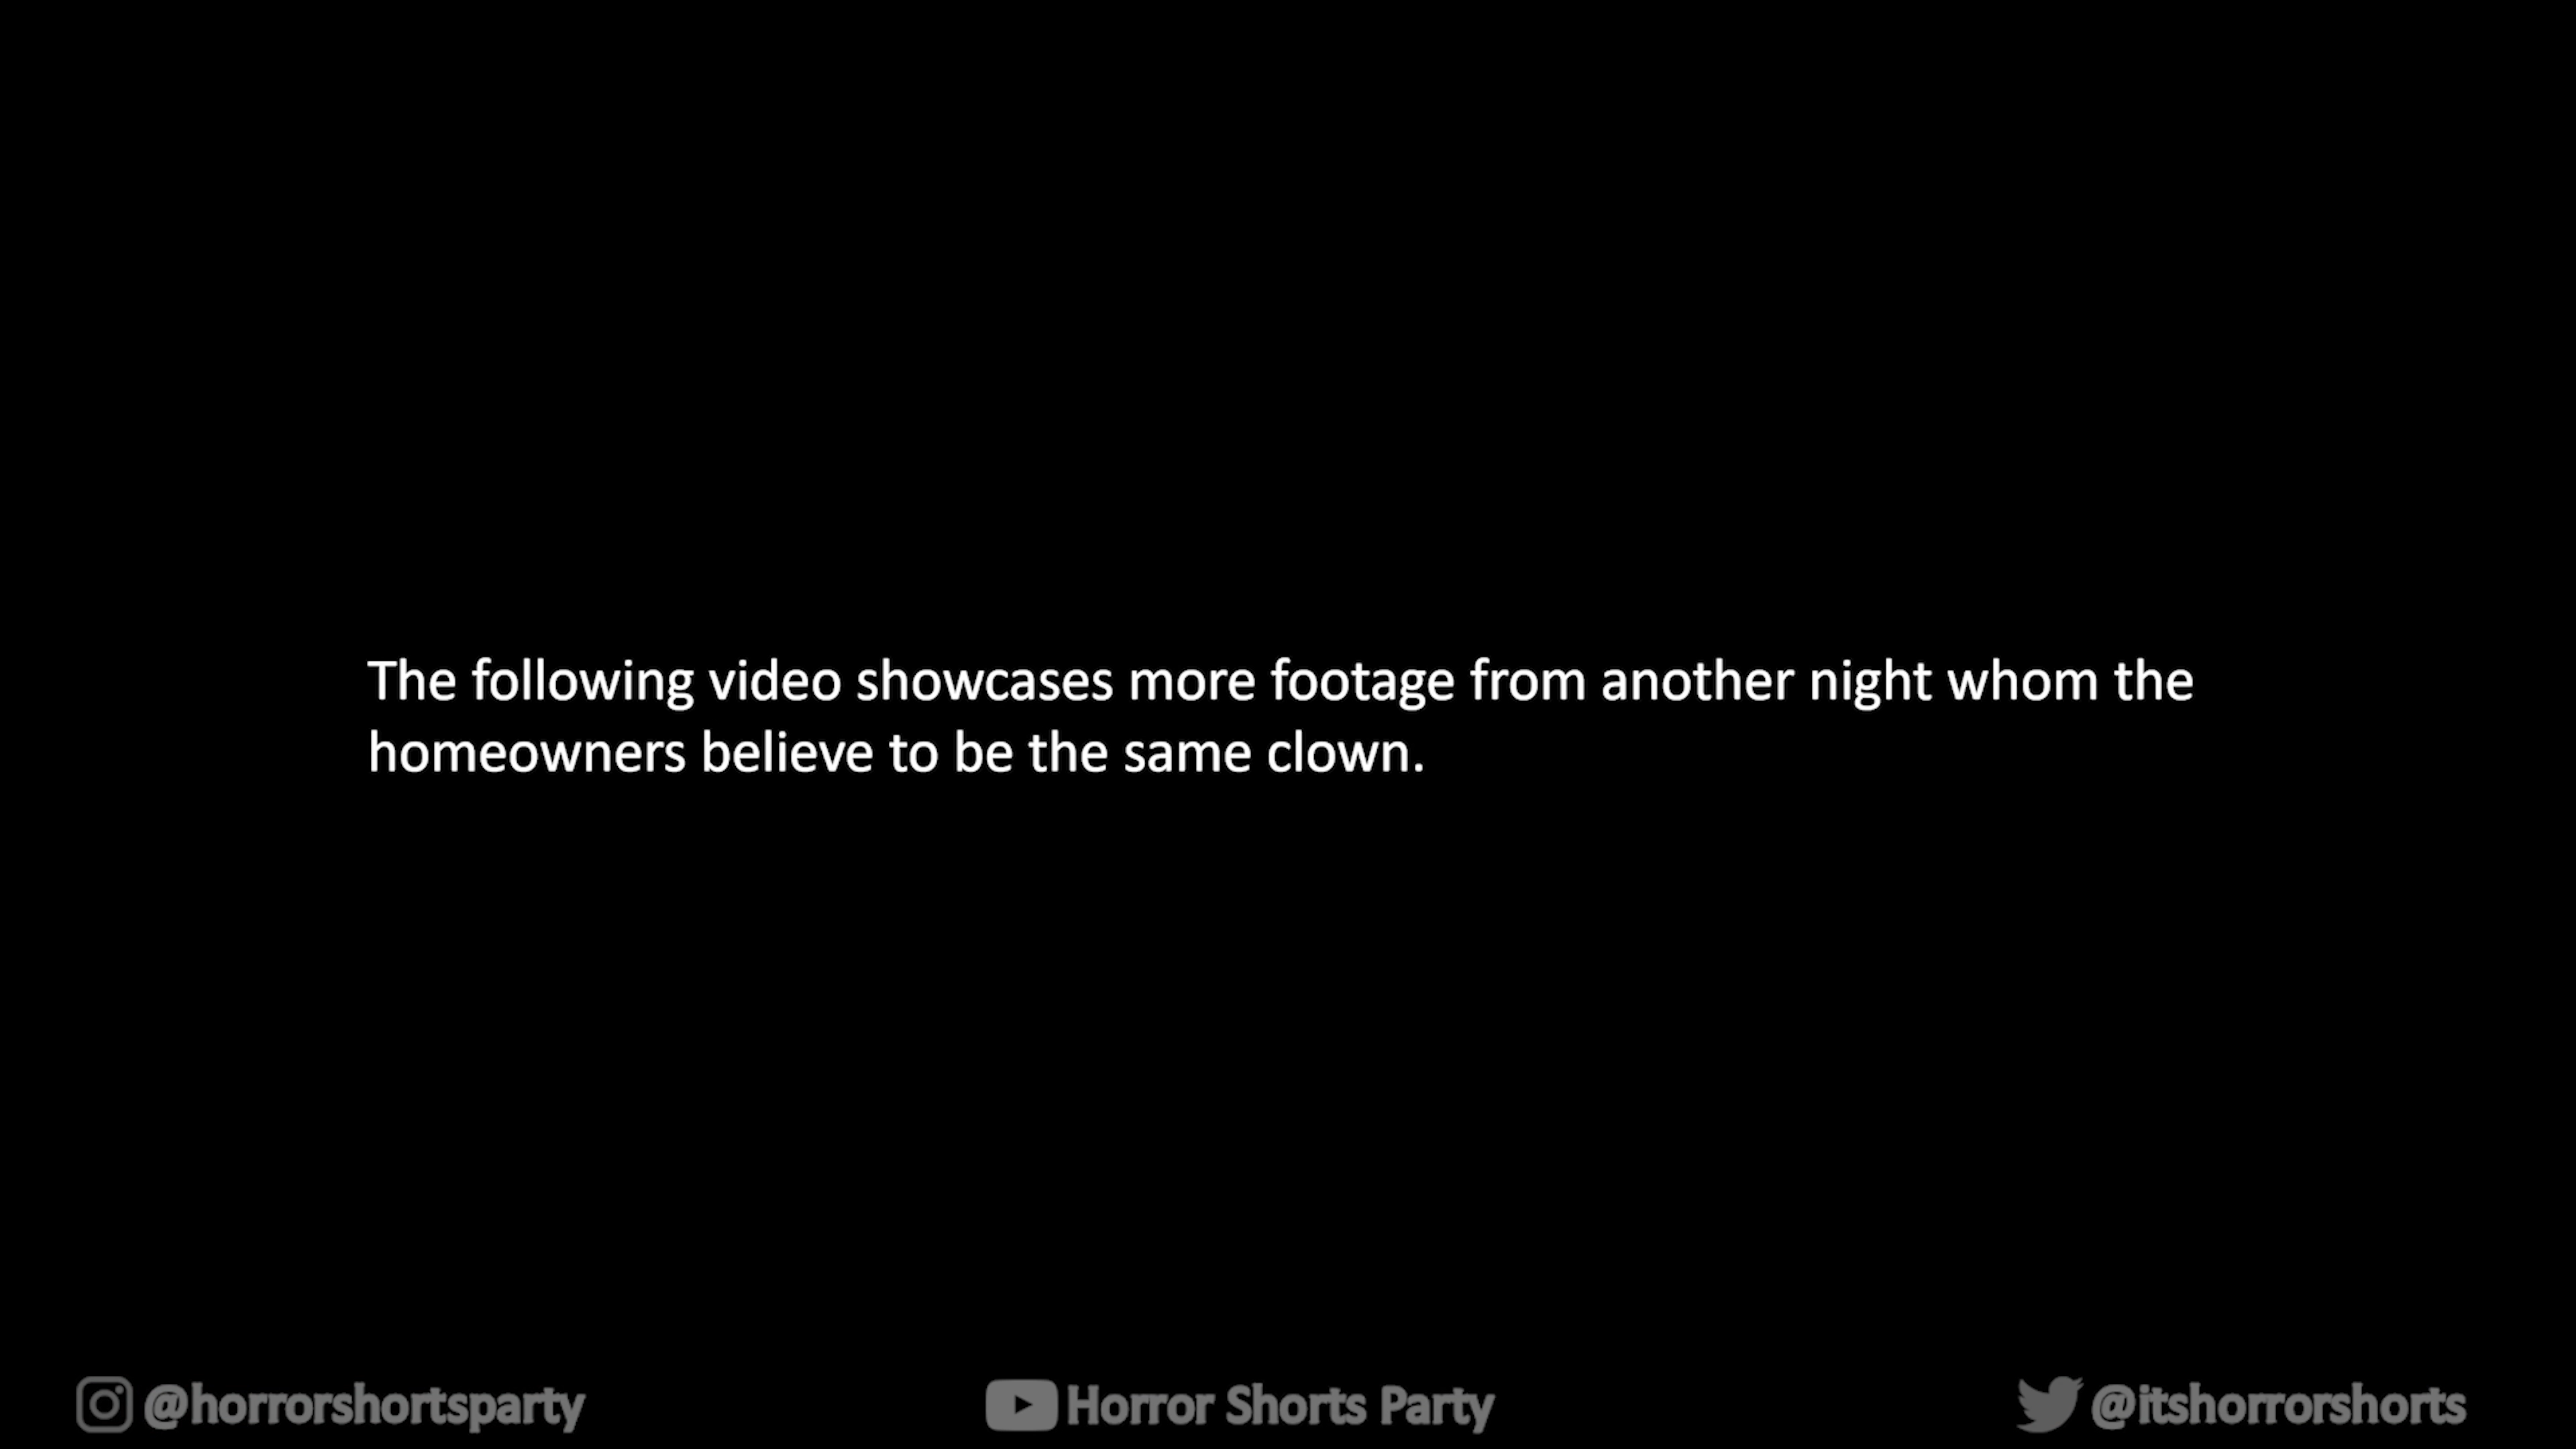 The following video showcases more footage from another night whom the
homeowners believe to be the same clown.
@horrorshortsparty
Horror Shorts Party
@itshorrorshorts